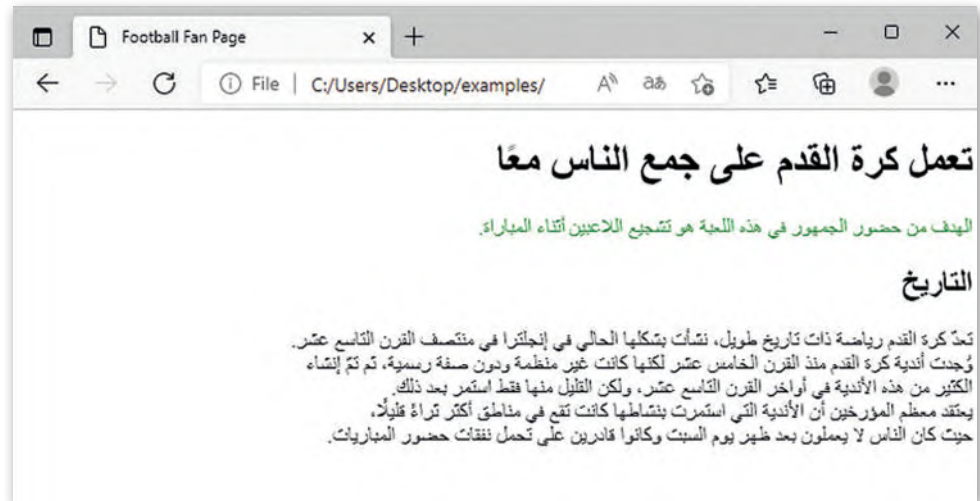 Football Fan Page
File | C:/Users/Desktop/examples/
تعمل كرة القدم على جمع الناس معًا
الهدف من حضور الجمهور في هذه اللعبة هو تشجيع اللاعبين أثناء المباراة.
التاريخ
تعدّ كرة القدم رياضة ذات تاريخ طويل، نشأت بشكلها الحالي في إنجلترا في منتصف القرن التاسع عشر.
وُجدت أندية كرة القدم منذ القرن الخامس عشر لكنها كانت غير منظمة ودون صفة رسمية، ثم تمّ إنشاء
الكثير من هذه الأندية في أواخر القرن التاسع عشر، ولكن القليل منها فقط استمر بعد ذلك.
يعتقد معظم المؤرخين أن الأندية التي استمرت بنشاطها كانت تقع في مناطق أكثر ثراءً قليلًا،
حيث كان الناس لا يعملون بعد ظهر يوم السبت وكانوا قادرين على تحمل نفقات حضور المباريات.